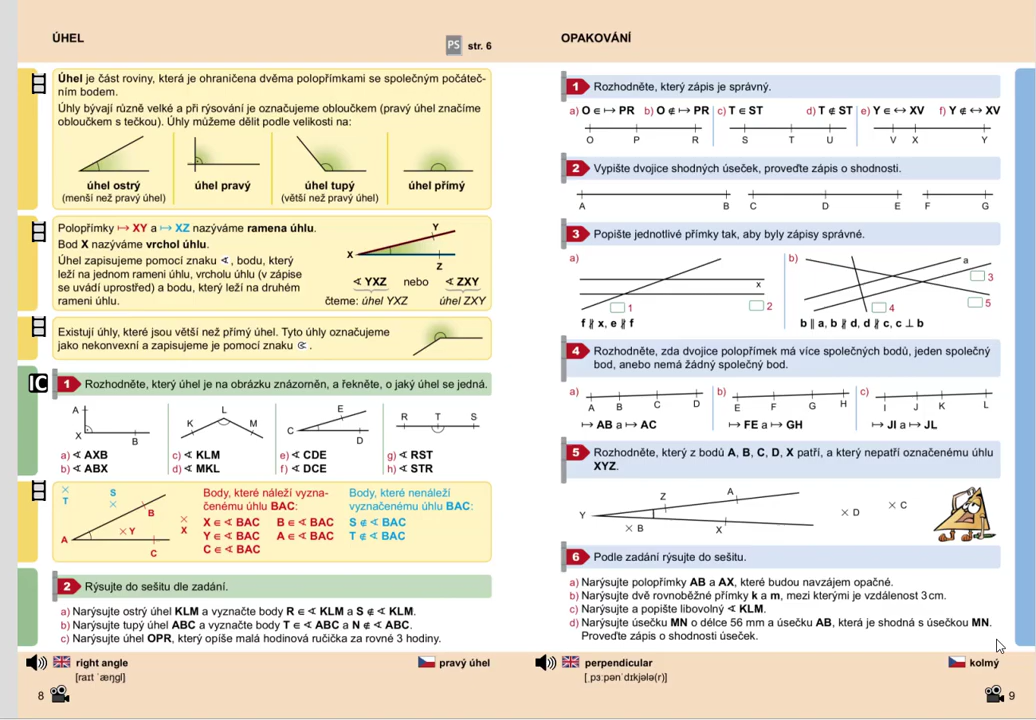 ÚHEL
PS str. 6
Úhel je část roviny, která je ohraničena dvěma polopřímkami se společným počáteč-
ním bodem.
Úhly bývají různě velké a při rýsování je označujeme obloučkem (pravý úhel značíme
obloučkem s tečkou). Úhly můžeme dělit podle velikosti na:
úhel ostrý
(menší než pravý úhel)
úhel pravý
úhel tupý
(větší než pravý úhel)
úhel přímý
Polopřímky ↦ XY a ↦ XZ nazýváme ramena úhlu.
Bod X nazýváme vrchol úhlu.
Úhel zapisujeme pomocí znaku ∢, bodu, který
leží na jednom rameni úhlu, vrcholu úhlu (v zápise
se uvádí uprostřed) a bodu, který leží na druhém
rameni úhlu.
X Y Z
∢ YXZ nebo ∢ ZXY
čteme: úhel YXZ úhel ZXY
Existují úhly, které jsou větší než přímý úhel. Tyto úhly označujeme
jako nekonvexní a zapisujeme je pomocí znaku .
IC
1 Rozhodněte, který úhel je na obrázku znázorněn, a řekněte, o jaký úhel se jedná.
A X B
K L M
C E D
R T S
a) ∢ AXB c) ∢ KLM e) ∢ CDE g) ∢ RST
b) ∢ ABX d) ∢ MKL f) ∢ DCE h) ∢ STR
T S B Y X A C
Body, které náleží vyzna-
čenému úhlu BAC:
X ∈ ∢ BAC B ∈ ∢ BAC
Y ∈ ∢ BAC A ∈ ∢ BAC
C ∈ ∢ BAC
Body, které nenáleží
vyznačenému úhlu BAC:
S ∉ ∢ BAC
T ∉ ∢ BAC
2 Rýsujte do sešitu dle zadání.
a) Narýsujte ostrý úhel KLM a vyznačte body R ∈ ∢ KLM a S ∉ ∢ KLM.
b) Narýsujte tupý úhel ABC a vyznačte body T ∈ ∢ ABC a N ∉ ∢ ABC.
c) Narýsujte úhel OPR, který opíše malá hodinová ručička za rovné 3 hodiny.
right angle
[raɪt ˈæŋgl]
pravý úhel
8
OPAKOVÁNÍ
1 Rozhodněte, který zápis je správný.
a) O ∈ ↦ PR b) O ∉ ↦ PR c) T ∈ ST d) T ∉ ST e) Y ∈ ↔ XV f) Y ∉ ↔ XV
O P R S T U V X Y
2 Vypište dvojice shodných úseček, proveďte zápis o shodnosti.
A B C D E F G
3 Popište jednotlivé přímky tak, aby byly zápisy správné.
a)
x
1
2
f ∦ x, e ∦ f
b)
a
3
4
5
b ∥ a, b ∦ d, d ∦ c, c ⊥ b
4 Rozhodněte, zda dvojice polopřímek má více společných bodů, jeden společný
bod, anebo nemá žádný společný bod.
a) A B C D
b) E F G H
c) I J K L
↦ AB a ↦ AC ↦ FE a ↦ GH ↦ JI a ↦ JL
5 Rozhodněte, který z bodů A, B, C, D, X patří, a který nepatří označenému úhlu
XYZ.
Y Z A B X D C
6 Podle zadání rýsujte do sešitu.
a) Narýsujte polopřímky AB a AX, které budou navzájem opačné.
b) Narýsujte dvě rovnoběžné přímky k a m, mezi kterými je vzdálenost 3 cm.
c) Narýsujte a popište libovolný ∢ KLM.
d) Narýsujte úsečku MN o délce 56 mm a úsečku AB, která je shodná s úsečkou MN.
Proveďte zápis o shodnosti úseček.
perpendicular
[ˌpɜːpənˈdɪkjələ(r)]
kolmý
9